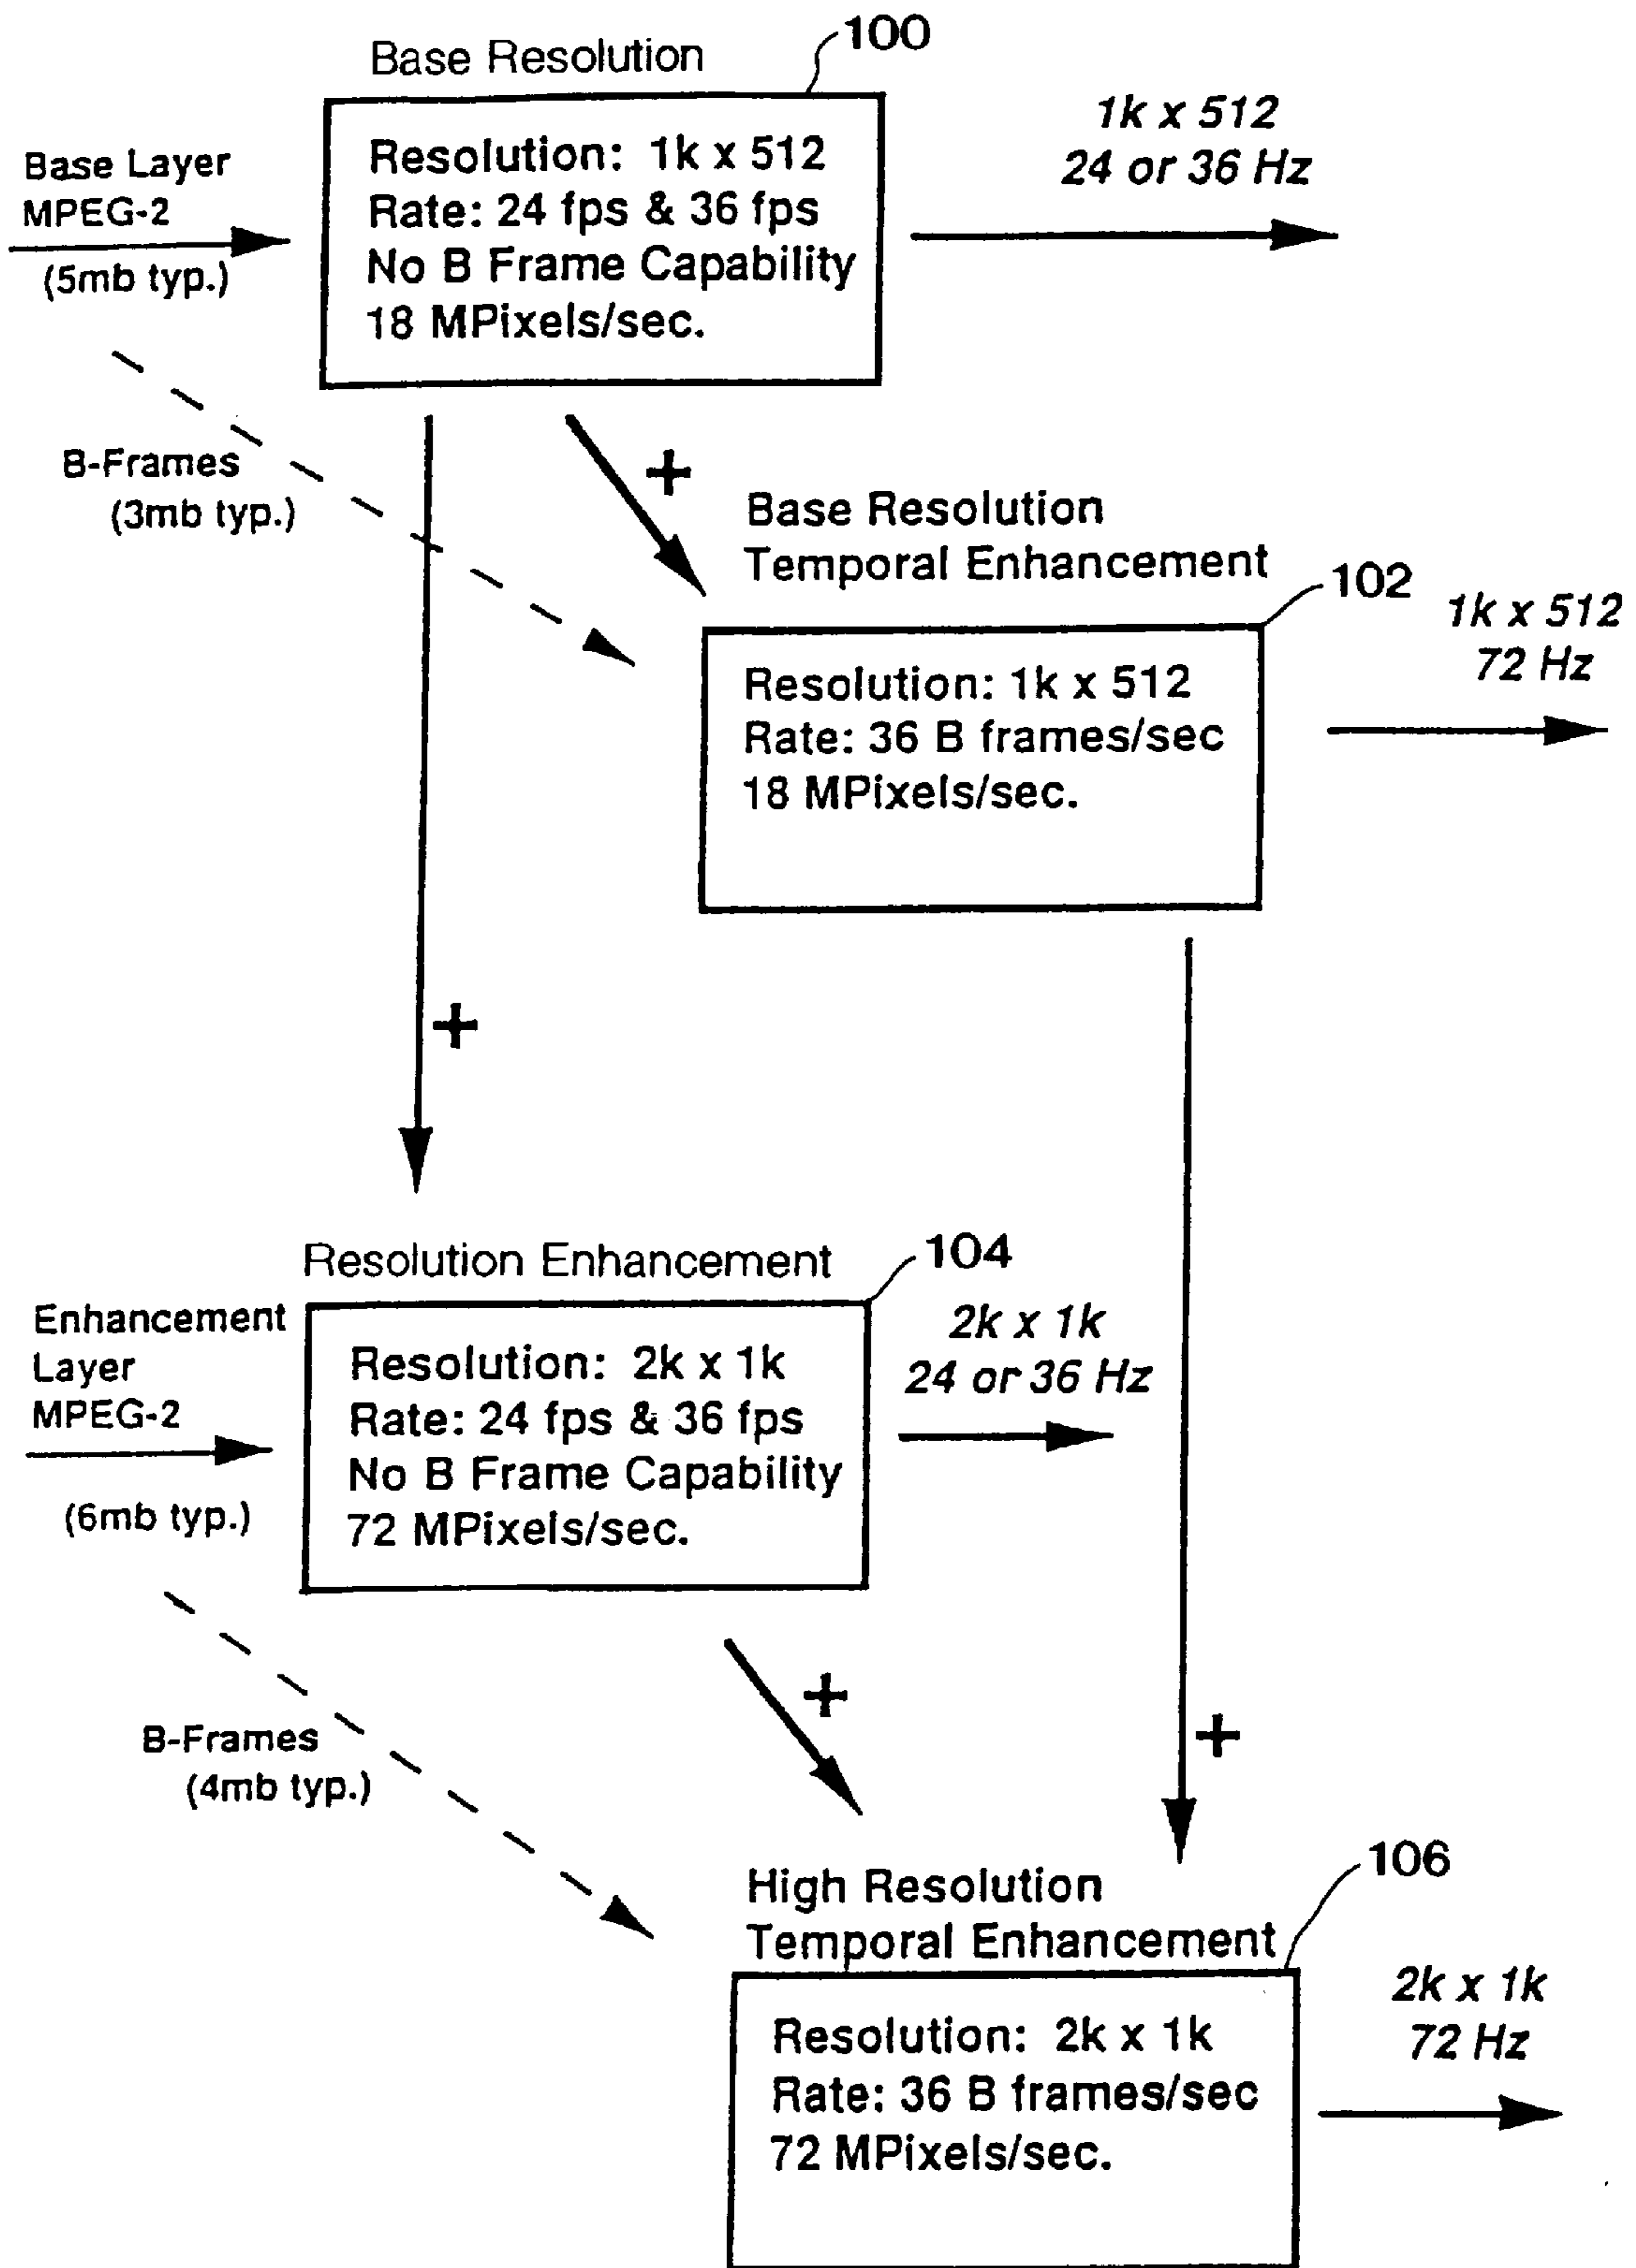 Base Resolution
100
Base Layer
MPEG-2
(5mb typ.)
Resolution: 1k x 512
Rate: 24 fps & 36 fps
No B Frame Capability
18 MPixels/sec.
1k x 512
24 or 36 Hz
B-Frames
(3mb typ.)
+
Base Resolution
Temporal Enhancement
102
Resolution: 1k x 512
Rate: 36 B frames/sec
18 MPixels/sec.
1k x 512
72 Hz
+
Resolution Enhancement
104
Enhancement
Layer
MPEG-2
(6mb typ.)
Resolution: 2k x 1k
Rate: 24 fps & 36 fps
No B Frame Capability
72 MPixels/sec.
2k x 1k
24 or 36 Hz
B-Frames
(4mb typ.)
+
+
High Resolution
Temporal Enhancement
106
Resolution: 2k x 1k
Rate: 36 B frames/sec
72 MPixels/sec.
2k x 1k
72 Hz